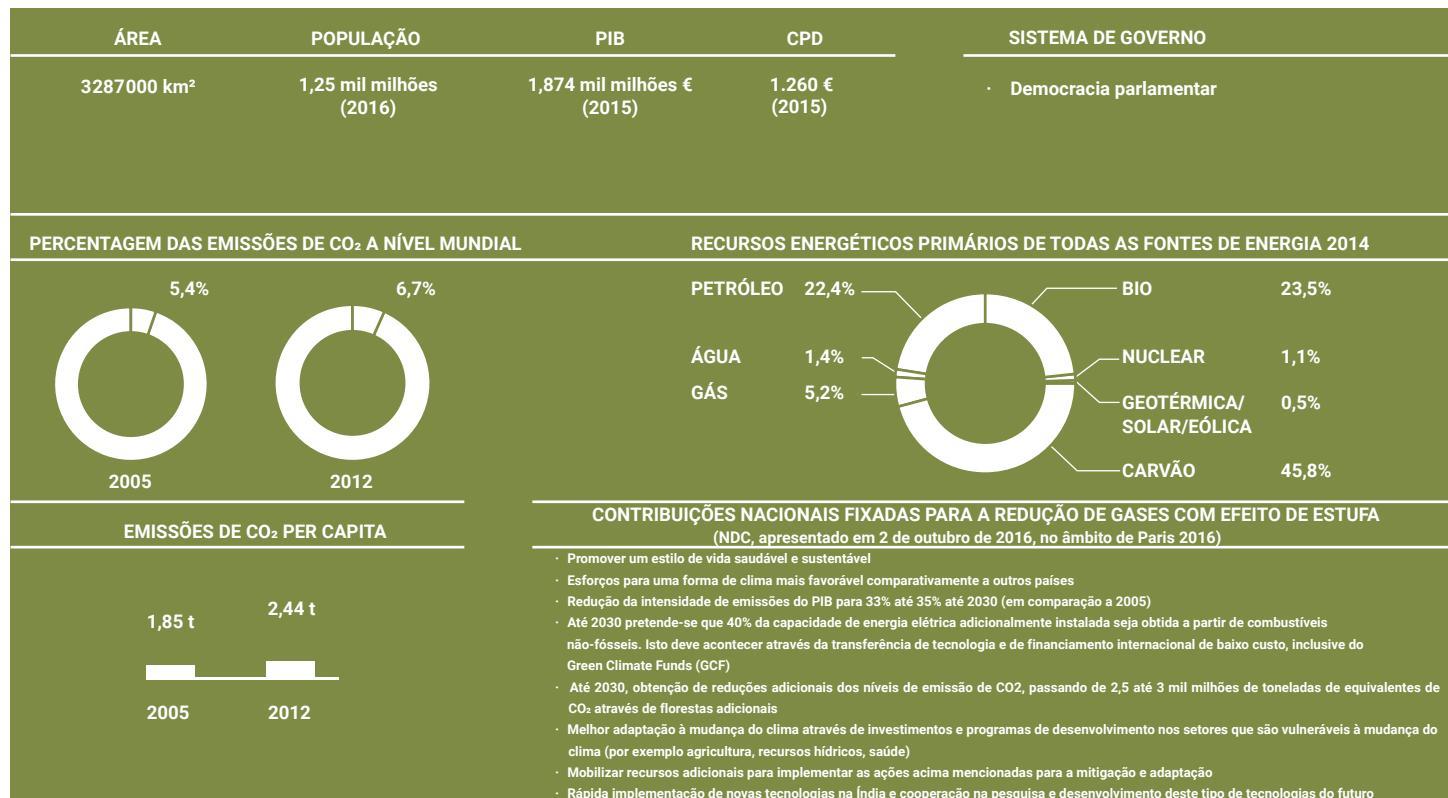 ÁREA POPULAÇÃO PIB CPD SISTEMA DE GOVERNO
3287000 km² 1,25 mil milhões 1,874 mil milhões € 1.260 € · Democracia parlamentar
(2016) (2015) (2015)
PERCENTAGEM DAS EMISSÕES DE CO₂ A NÍVEL MUNDIAL
5,4% 6,7%
2005 2012
RECURSOS ENERGÉTICOS PRIMÁRIOS DE TODAS AS FONTES DE ENERGIA 2014
PETRÓLEO 22,4%
ÁGUA 1,4%
GÁS 5,2%
BIO 23,5%
NUCLEAR 1,1%
GEOTÉRMICA/ 0,5%
SOLAR/EÓLICA
CARVÃO 45,8%
EMISSÕES DE CO₂ PER CAPITA
1,85 t 2,44 t
2005 2012
CONTRIBUIÇÕES NACIONAIS FIXADAS PARA A REDUÇÃO DE GASES COM EFEITO DE ESTUFA
(NDC, apresentado em 2 de outubro de 2016, no âmbito de Paris 2016)
· Promover um estilo de vida saudável e sustentável
· Esforços para uma forma de clima mais favorável comparativamente a outros países
· Redução da intensidade de emissões do PIB para 33% até 35% até 2030 (em comparação a 2005)
· Até 2030 pretende-se que 40% da capacidade de energia elétrica adicionalmente instalada seja obtida a partir de combustíveis
não-fósseis. Isto deve acontecer através da transferência de tecnologia e de financiamento internacional de baixo custo, inclusive do
Green Climate Funds (GCF)
· Até 2030, obtenção de reduções adicionais dos níveis de emissão de CO2, passando de 2,5 até 3 mil milhões de toneladas de equivalentes de
CO₂ através de florestas adicionais
· Melhor adaptação à mudança do clima através de investimentos e programas de desenvolvimento nos setores que são vulneráveis à mudança do
clima (por exemplo agricultura, recursos hídricos, saúde)
· Mobilizar recursos adicionais para implementar as ações acima mencionadas para a mitigação e adaptação
· Rápida implementação de novas tecnologias na Índia e cooperação na pesquisa e desenvolvimento deste tipo de tecnologias do futuro